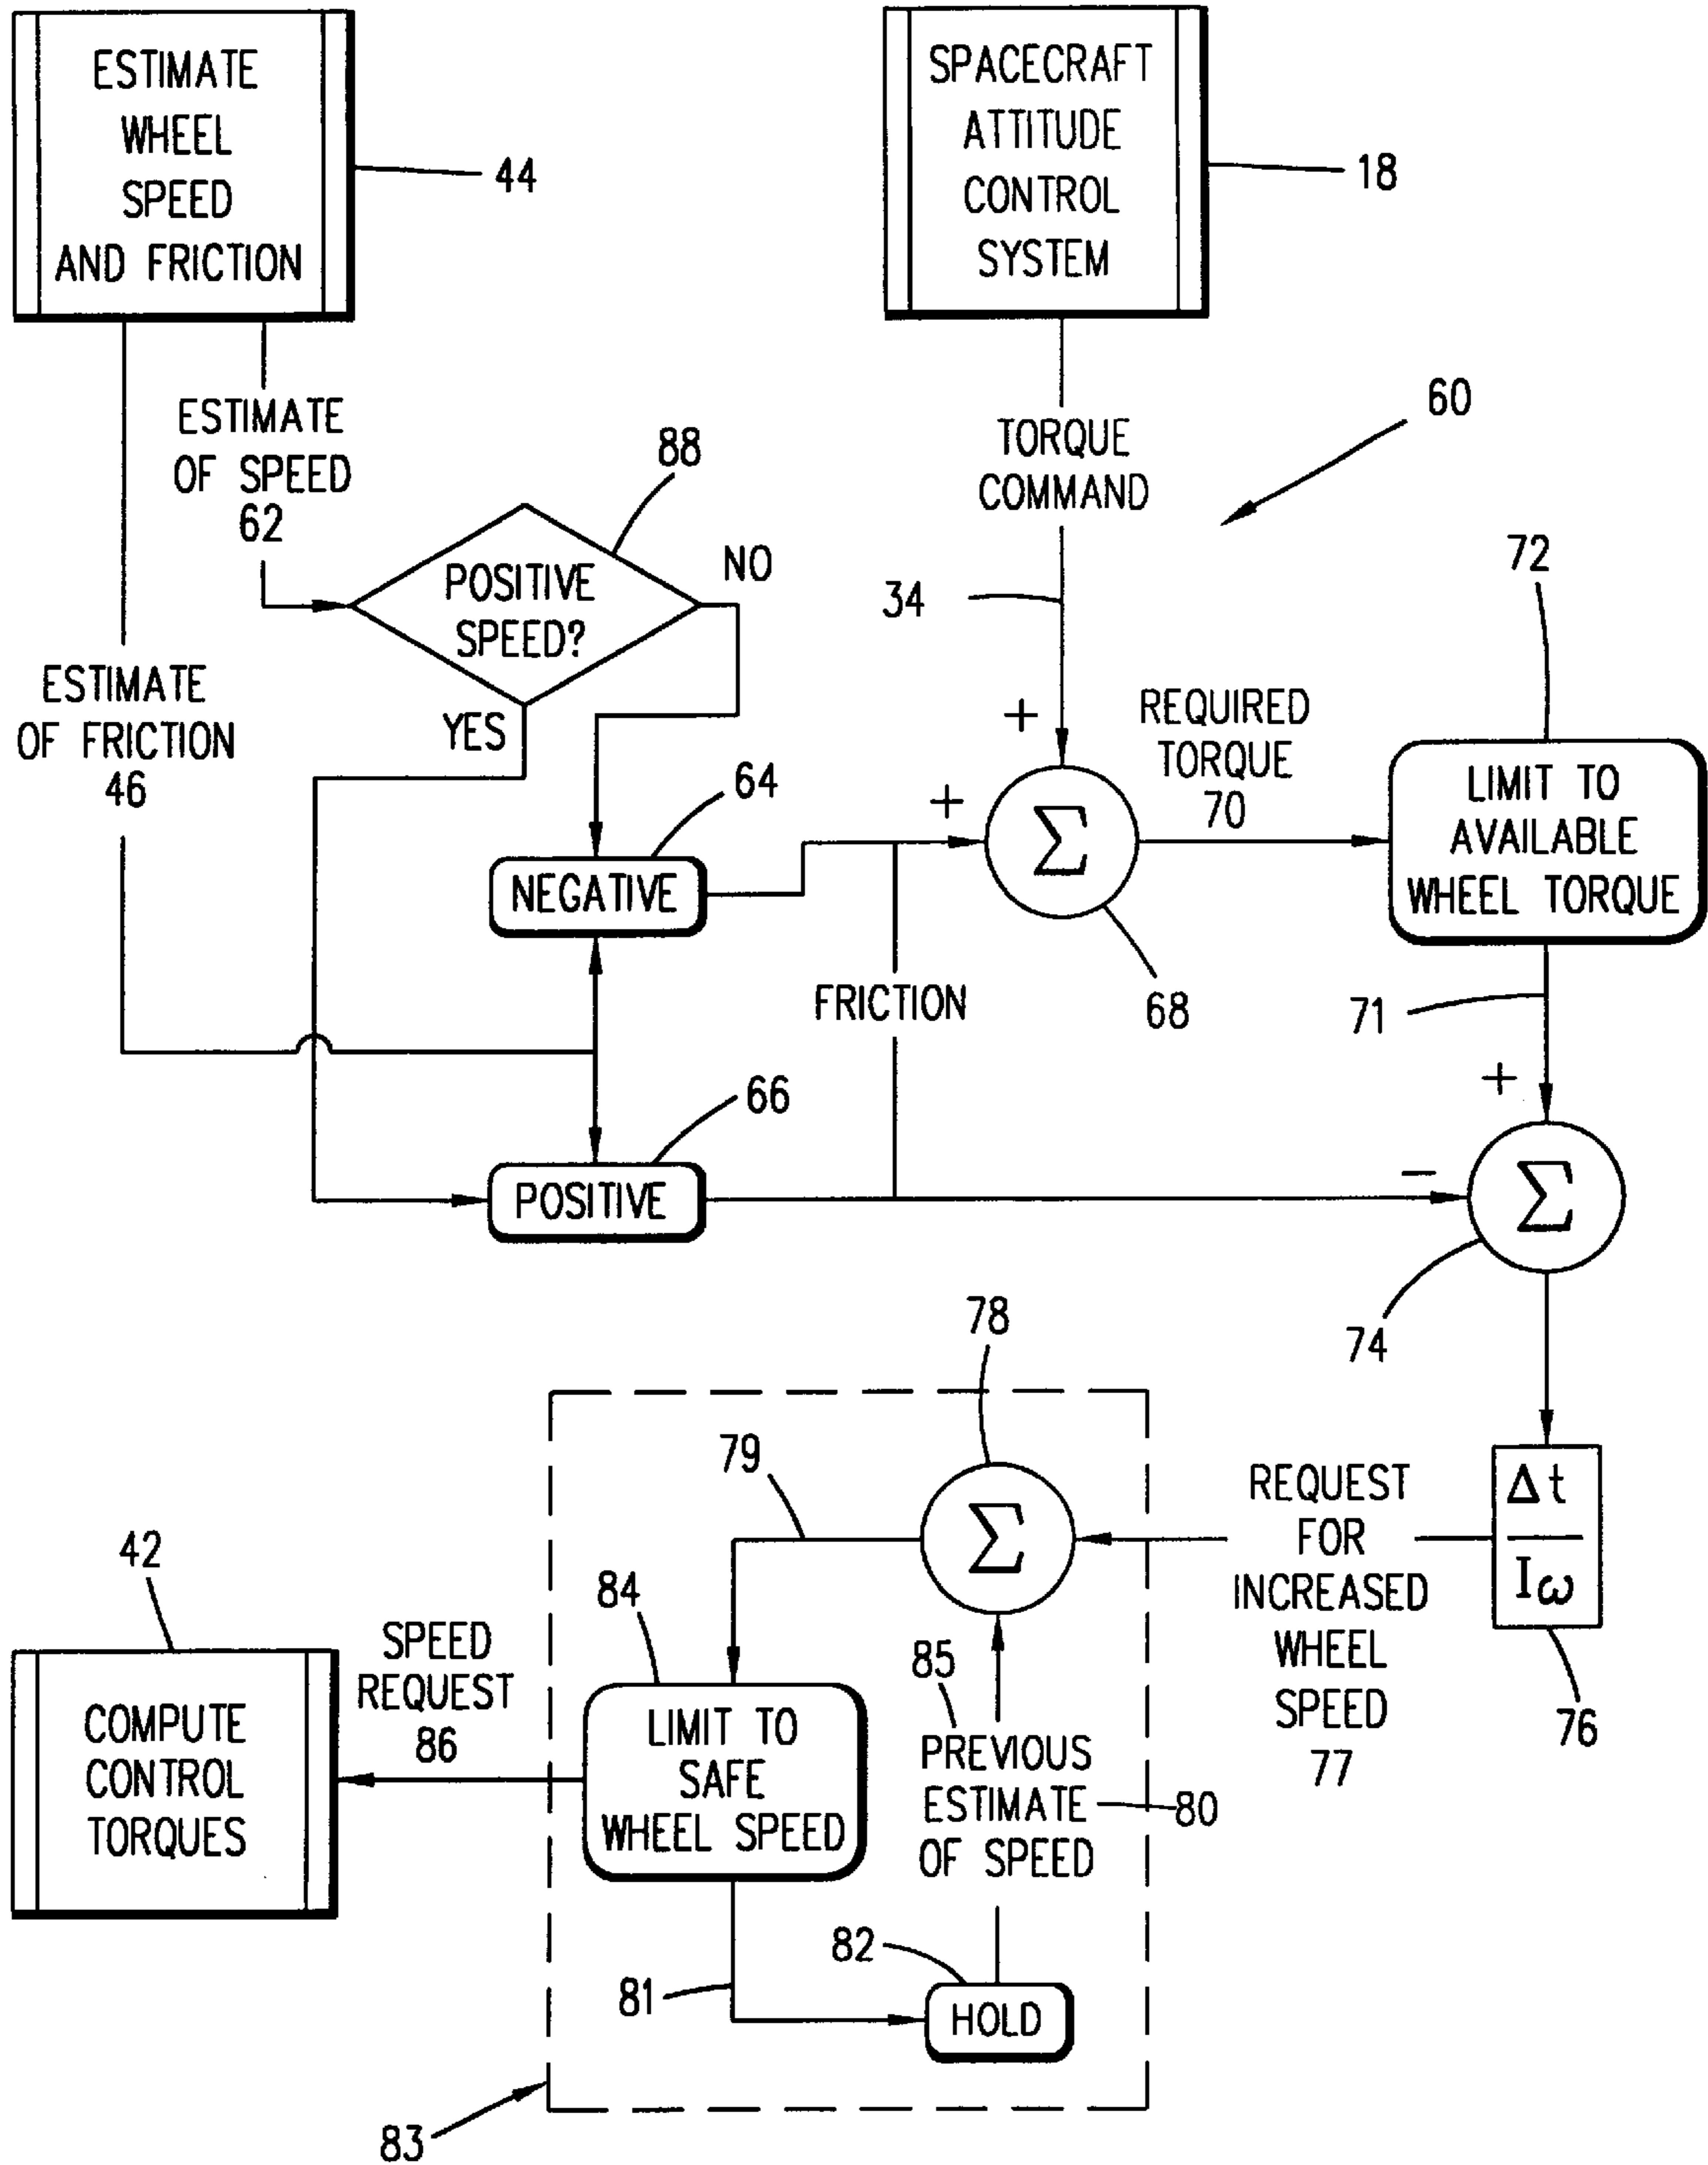 ESTIMATE
WHEEL
SPEED
AND FRICTION
44
SPACECRAFT
ATTITUDE
CONTROL
SYSTEM
18
ESTIMATE
OF SPEED
62
88
TORQUE
COMMAND
60
POSITIVE
SPEED?
NO
YES
34
72
ESTIMATE
OF FRICTION
46
+
REQUIRED
TORQUE
70
64
+
Σ
LIMIT TO
AVAILABLE
WHEEL TORQUE
NEGATIVE
FRICTION
68
71
+
66
POSITIVE
−
Σ
74
78
79
Σ
REQUEST
FOR
INCREASED
WHEEL
SPEED
77
Δt
Iω
76
42
84
SPEED
REQUEST
86
85
COMPUTE
CONTROL
TORQUES
LIMIT TO
SAFE
WHEEL SPEED
PREVIOUS
ESTIMATE
OF SPEED
80
82
81
HOLD
83